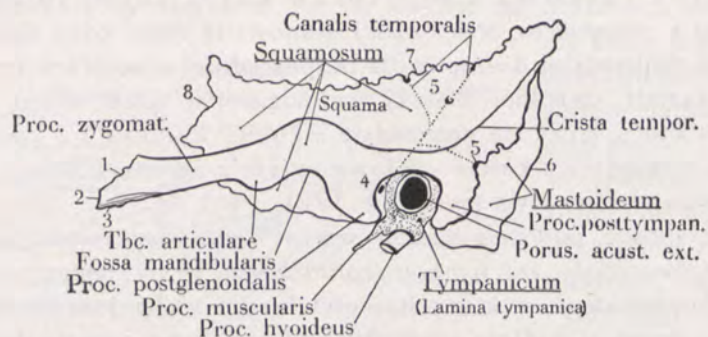 Canalis temporalis
Squamosum
7
5
8
Squama
Proc. zygomat.
Crista tempor.
5
1
4
6
2
Mastoideum
3
Proc. posttympan.
Tbc. articulare
Porus. acust. ext.
Fossa mandibularis
Proc. postglenoidalis
Tympanicum
Proc. muscularis
(Lamina tympanica)
Proc. hyoideus